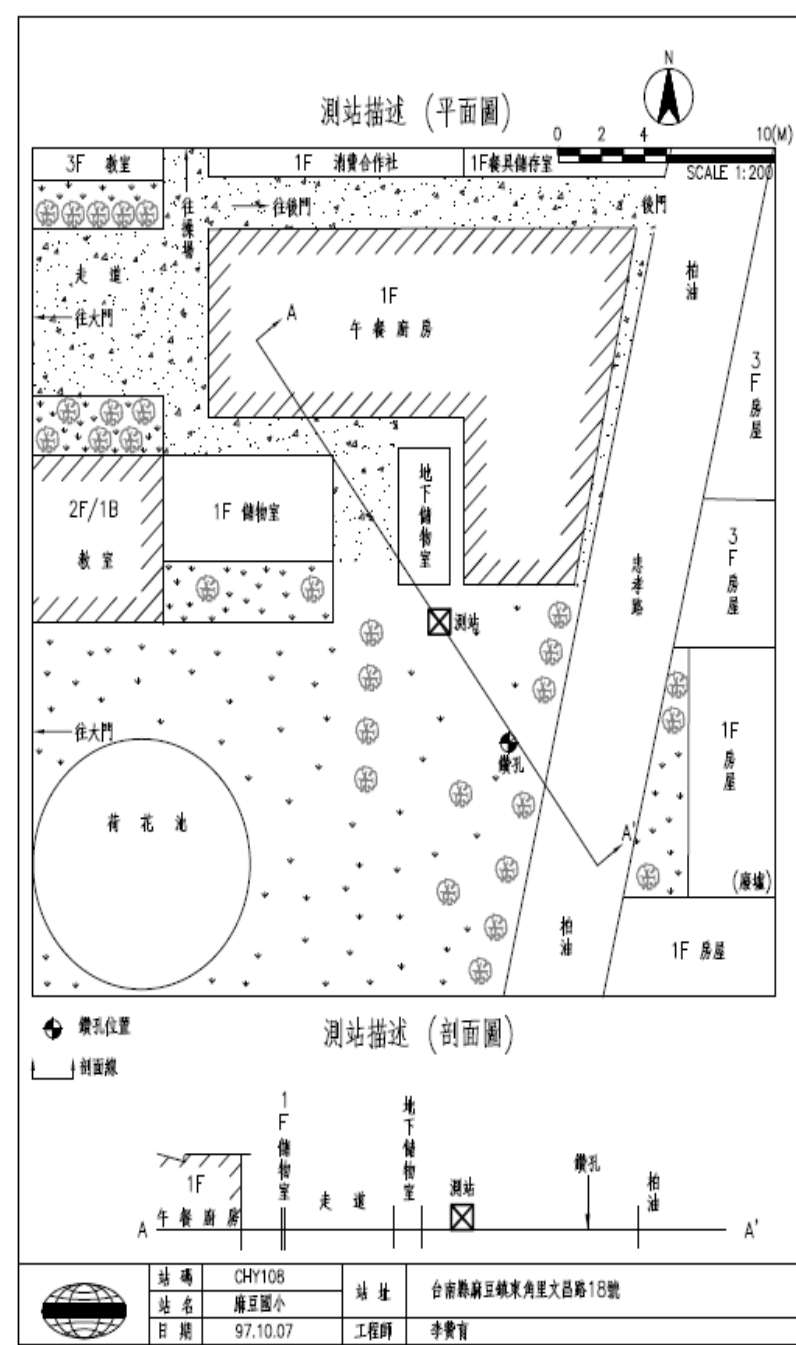 N
測站描述 (平面圖)
0 2 4 10(M)
SCALE 1:200
3F 教室
1F 消費合作社
1F餐具儲存室
往操場
往後門
後門
柏油
走道
往大門
1F
午餐廚房
A
3F房屋
2F/1B
教室
1F 儲物室
地下儲物室
3F房屋
忠孝路
測站
往大門
1F房屋
鑽孔
荷花池
A'
(廢墟)
柏油
1F 房屋
鑽孔位置
剖面線
測站描述 (剖面圖)
1F儲物室
地下儲物室
鑽孔
柏油
1F
走道
測站
A
午餐廚房
A'
站碼 CHY108
站名 麻豆國小
日期 97.10.07
站址 台南縣麻豆鎮東角里文昌路18號
工程師